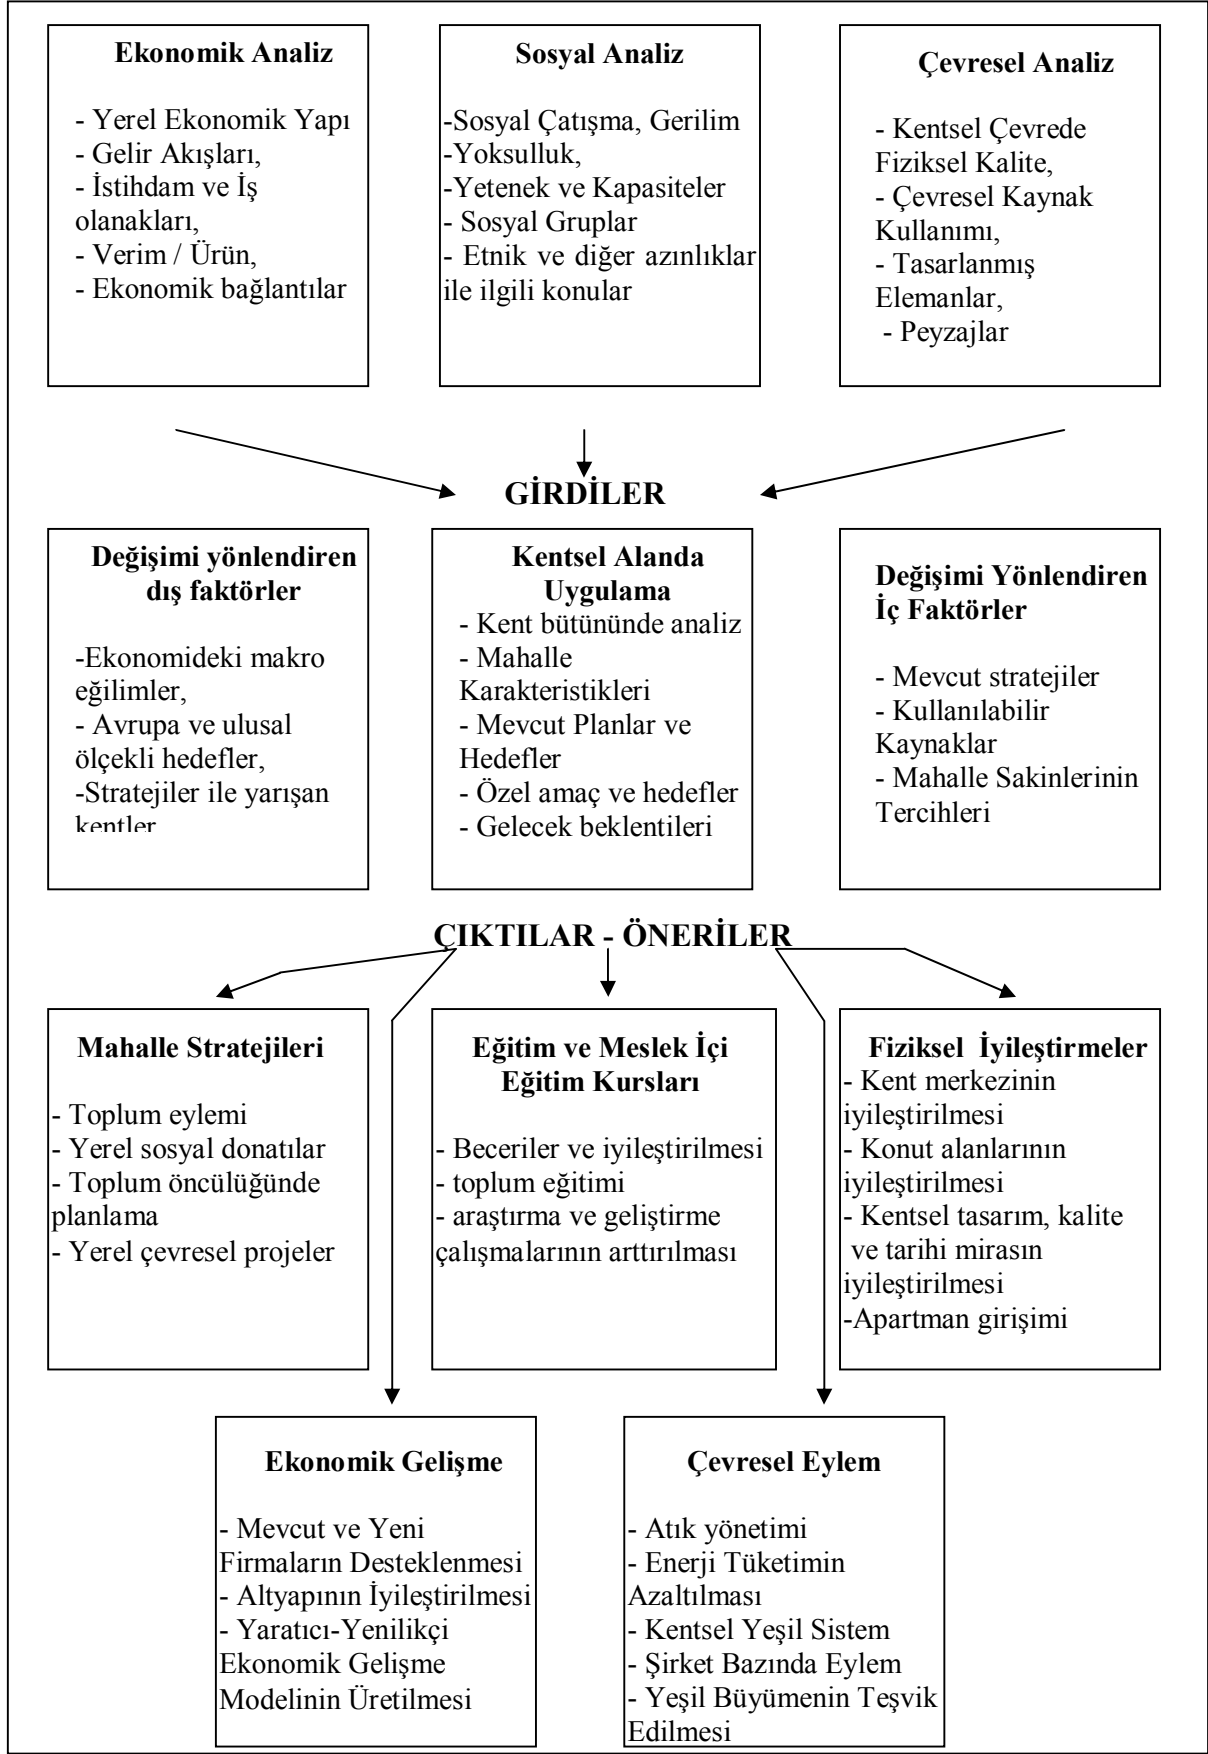 Ekonomik Analiz
- Yerel Ekonomik Yapı
- Gelir Akışları,
- İstihdam ve İş
olanakları,
- Verim / Ürün,
- Ekonomik bağlantılar
Sosyal Analiz
-Sosyal Çatışma, Gerilim
-Yoksulluk,
-Yetenek ve Kapasiteler
- Sosyal Gruplar
- Etnik ve diğer azınlıklar
ile ilgili konular
Çevresel Analiz
- Kentsel Çevrede
Fiziksel Kalite,
- Çevresel Kaynak
Kullanımı,
- Tasarlanmış
Elemanlar,
- Peyzajlar
GİRDİLER
Değişimi yönlendiren
dış faktörler
-Ekonomideki makro
eğilimler,
- Avrupa ve ulusal
ölçekli hedefler,
-Stratejiler ile yarışan
kentler
Kentsel Alanda
Uygulama
- Kent bütününde analiz
- Mahalle
Karakteristikleri
- Mevcut Planlar ve
Hedefler
- Özel amaç ve hedefler
- Gelecek beklentileri
Değişimi Yönlendiren
İç Faktörler
- Mevcut stratejiler
- Kullanılabilir
Kaynaklar
- Mahalle Sakinlerinin
Tercihleri
ÇIKTILAR - ÖNERİLER
Mahalle Stratejileri
- Toplum eylemi
- Yerel sosyal donatılar
- Toplum öncülüğünde
planlama
- Yerel çevresel projeler
Eğitim ve Meslek İçi
Eğitim Kursları
- Beceriler ve iyileştirilmesi
- toplum eğitimi
- araştırma ve geliştirme
çalışmalarının arttırılması
Fiziksel İyileştirmeler
- Kent merkezinin
iyileştirilmesi
- Konut alanlarının
iyileştirilmesi
- Kentsel tasarım, kalite
ve tarihi mirasın
iyileştirilmesi
-Apartman girişimi
Ekonomik Gelişme
- Mevcut ve Yeni
Firmaların Desteklenmesi
- Altyapının İyileştirilmesi
- Yaratıcı-Yenilikçi
Ekonomik Gelişme
Modelinin Üretilmesi
Çevresel Eylem
- Atık yönetimi
- Enerji Tüketimin
Azaltılması
- Kentsel Yeşil Sistem
- Şirket Bazında Eylem
- Yeşil Büyümenin Teşvik
Edilmesi